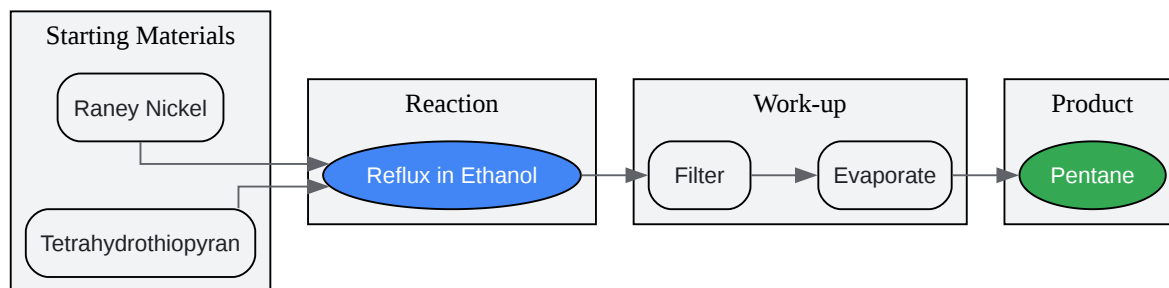 Starting Materials
Raney Nickel
Tetrahydrothiopyran
Reaction
Reflux in Ethanol
Work-up
Filter
Evaporate
Product
Pentane